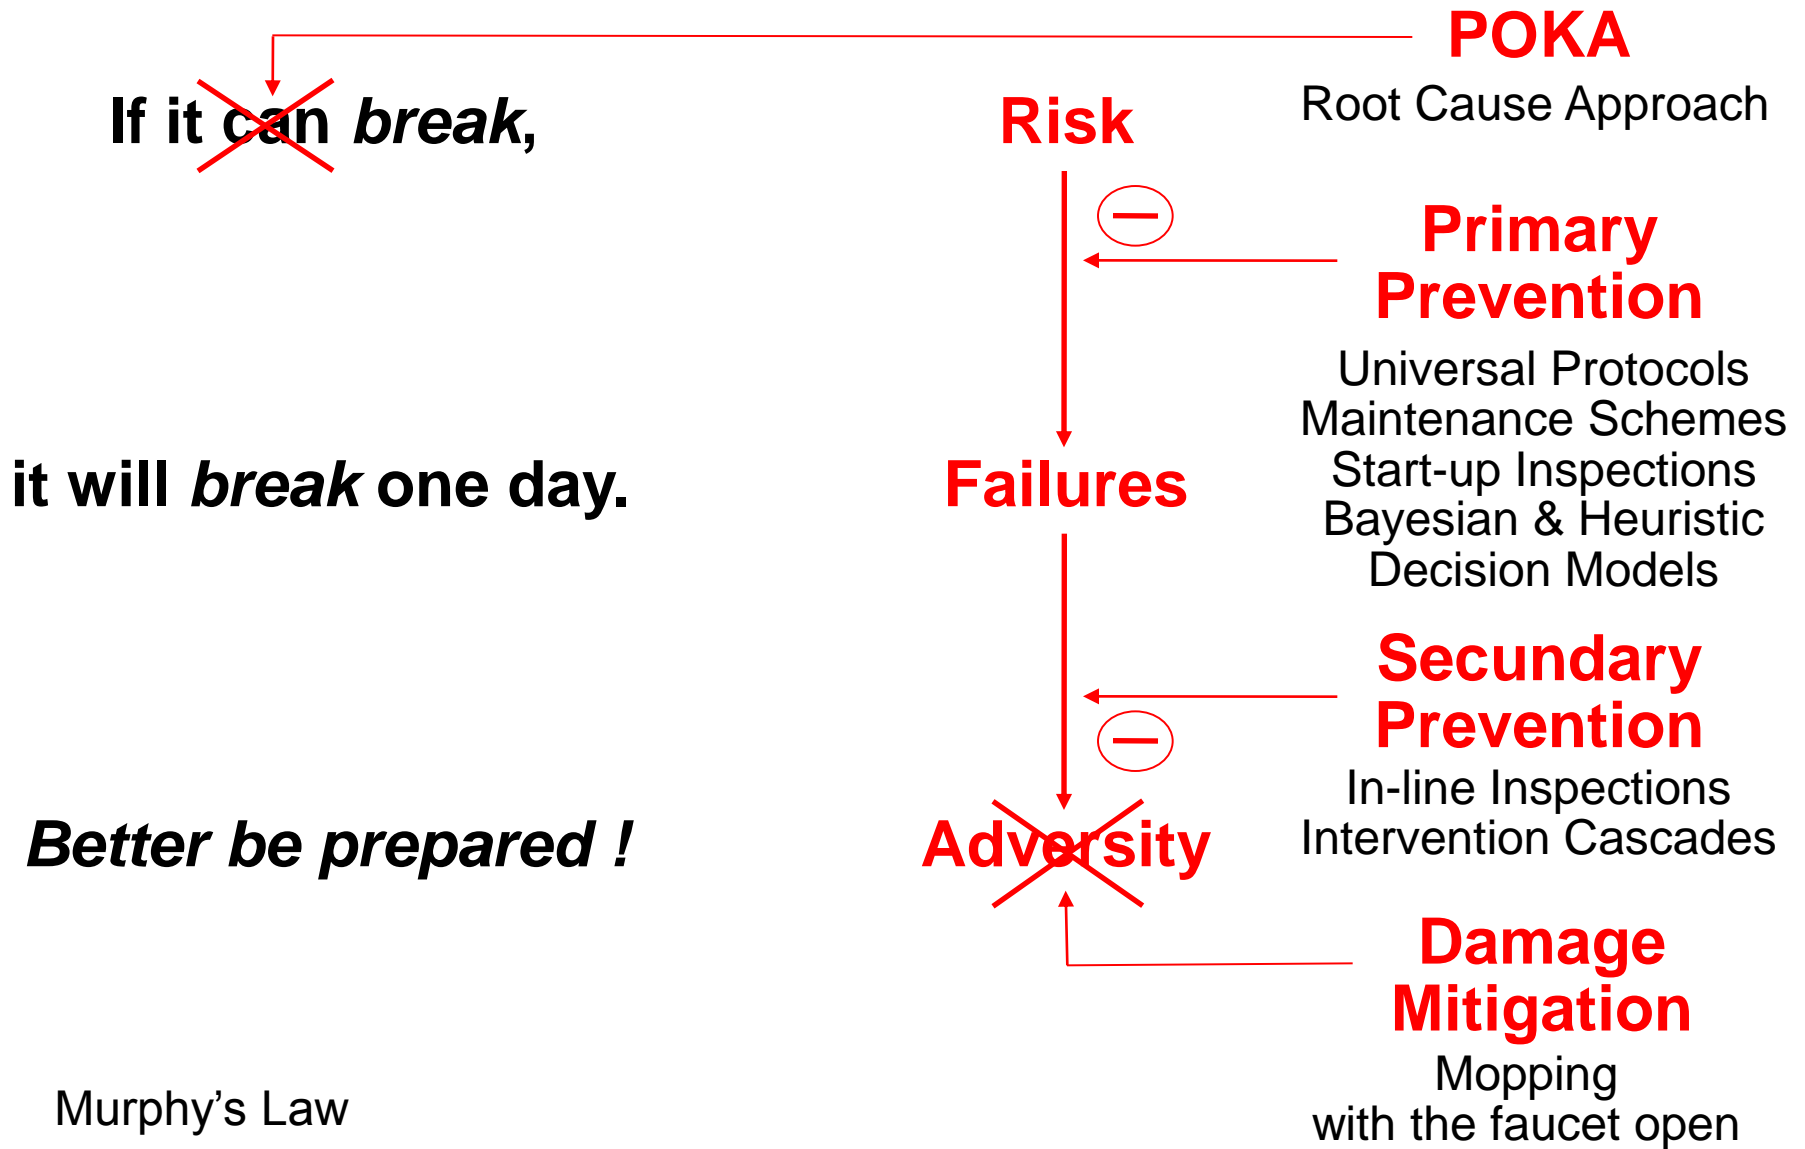 POKA
Root Cause Approach
If it can break,
Risk
Primary
Prevention
Universal Protocols
Maintenance Schemes
Start-up Inspections
Bayesian & Heuristic
Decision Models
it will break one day.
Failures
Secundary
Prevention
In-line Inspections
Intervention Cascades
Better be prepared !
Adversity
Damage
Mitigation
Mopping
with the faucet open
Murphy’s Law